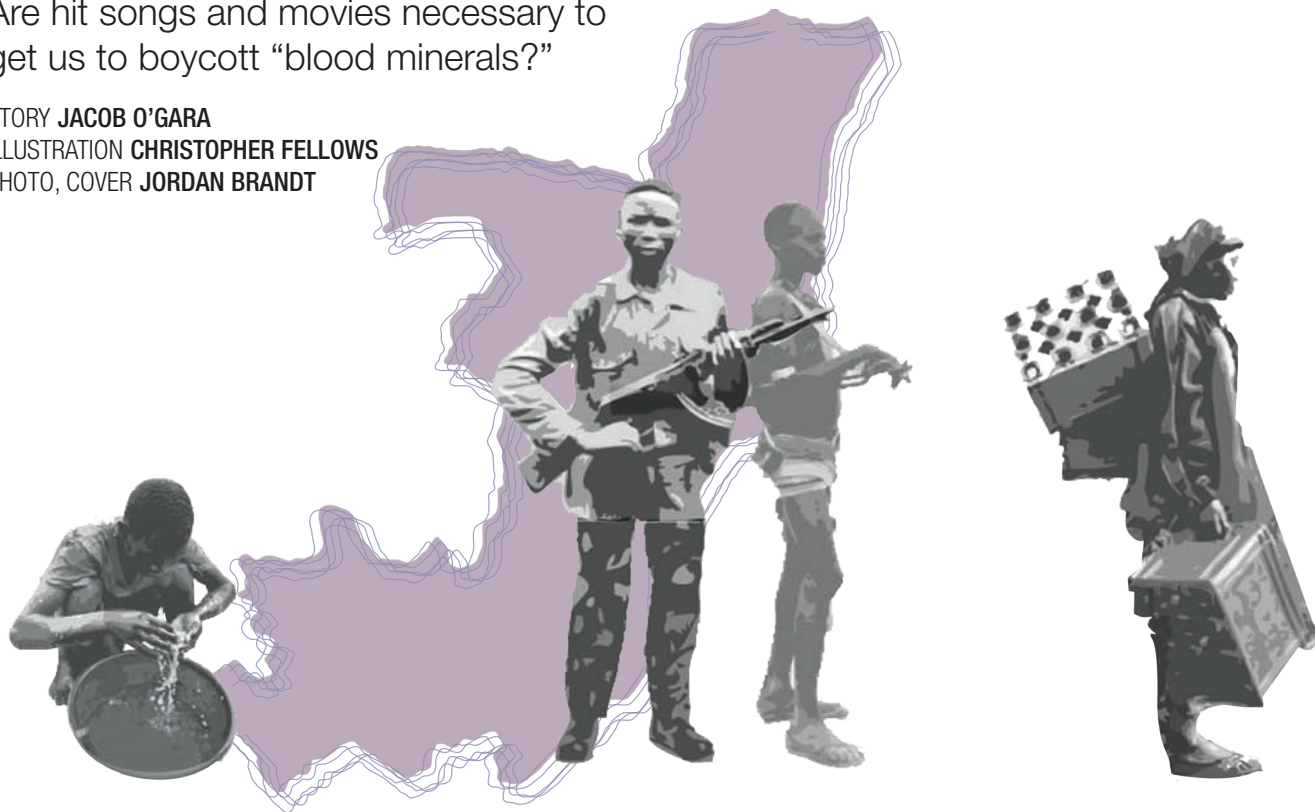 Are hit songs and movies necessary to
get us to boycott “blood minerals?”
TORY JACOB O’GARA
LLUSTRATION CHRISTOPHER FELLOWS
HOTO, COVER JORDAN BRANDT